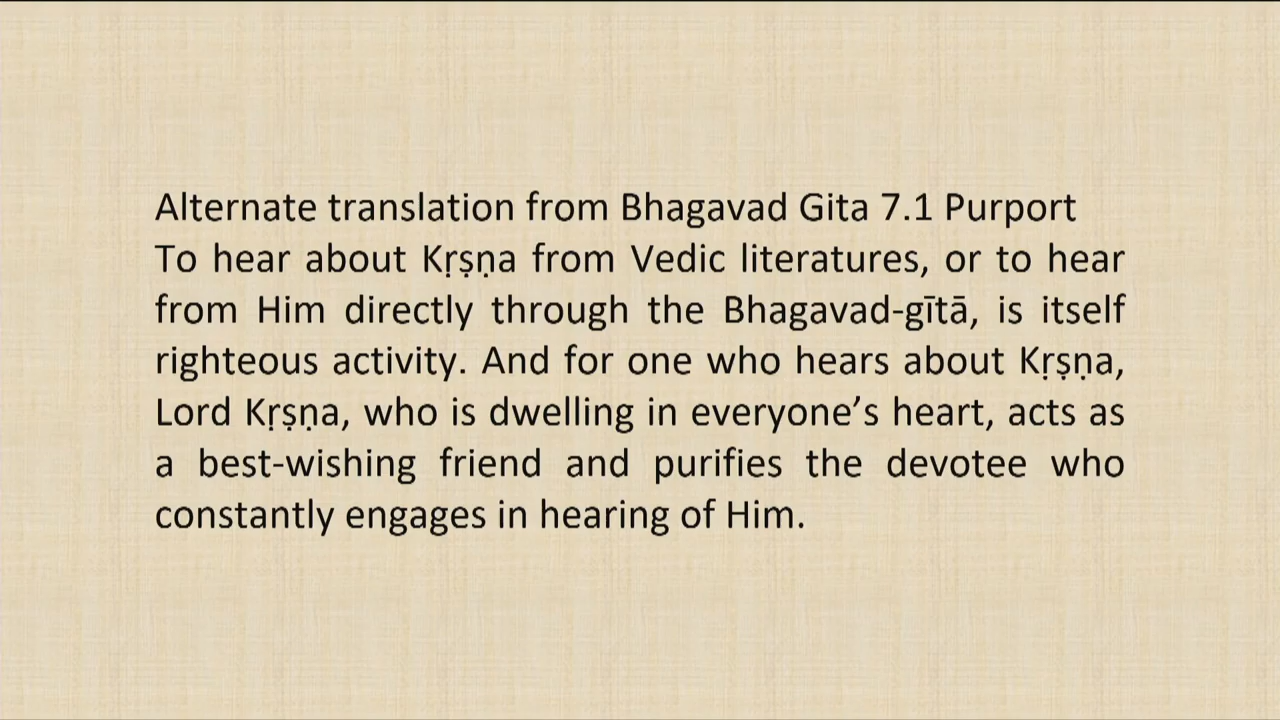 Alternate translation from Bhagavad Gita 7.1 Purport
To hear about Kṛṣṇa from Vedic literatures, or to hear
from Him directly through the Bhagavad-gītā, is itself
righteous activity. And for one who hears about Kṛṣṇa,
Lord Kṛṣṇa, who is dwelling in everyone’s heart, acts as
a best-wishing friend and purifies the devotee who
constantly engages in hearing of Him.